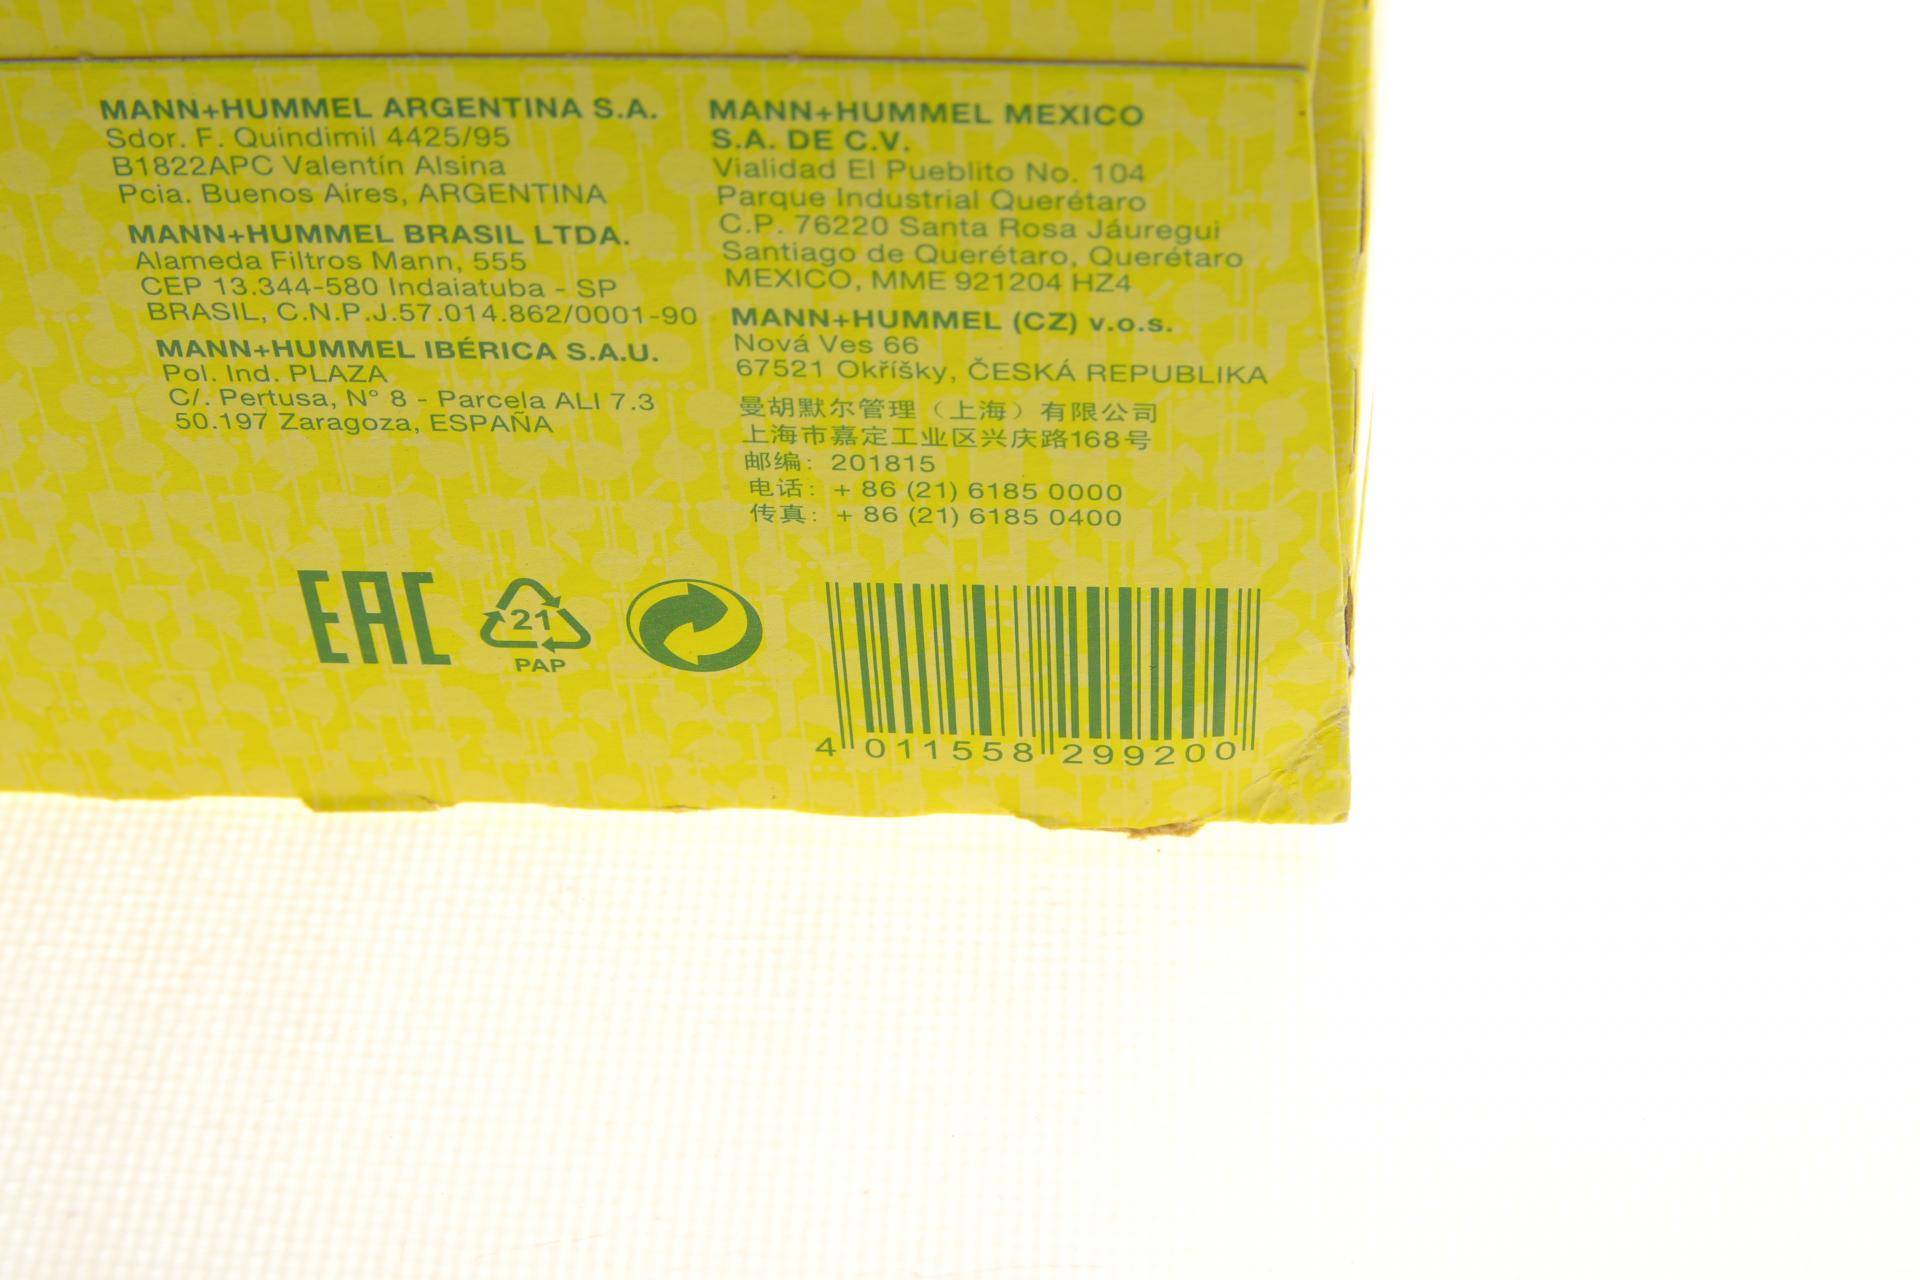 MANN+HUMMEL ARGENTINA S.A.
Sdor. F. Quindimil 4425/95
B1822APC Valentín Alsina
Pcia. Buenos Aires, ARGENTINA
MANN+HUMMEL BRASIL LTDA.
Alameda Filtros Mann, 555
CEP 13.344-580 Indaiatuba - SP
BRASIL, C.N.P.J.57.014.862/0001-90
MANN+HUMMEL IBÉRICA S.A.U.
Pol. Ind. PLAZA
C/. Pertusa, N° 8 - Parcela ALI 7.3
50.197 Zaragoza, ESPAÑA
MANN+HUMMEL MEXICO
S.A. DE C.V.
Vialidad El Pueblito No. 104
Parque Industrial Querétaro
C.P. 76220 Santa Rosa Jáuregui
Santiago de Querétaro, Querétaro
MEXICO, MME 921204 HZ4
MANN+HUMMEL (CZ) v.o.s.
Nová Ves 66
67521 Okříšky, ČESKÁ REPUBLIKA
曼胡默尔管理（上海）有限公司
上海市嘉定工业区兴庆路168号
邮编: 201815
电话: + 86 (21) 6185 0000
传真: + 86 (21) 6185 0400
EAC
21
PAP
4 011558 299200